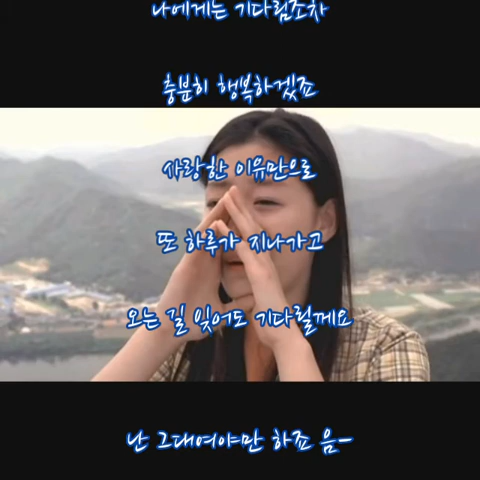 나에게는 기다림조차
충분히 행복하겠죠
사랑한 이유만으로
또 하루가 지나가고
오는 길 잊어도 기다릴께요
난 그대여야만 하죠 음-